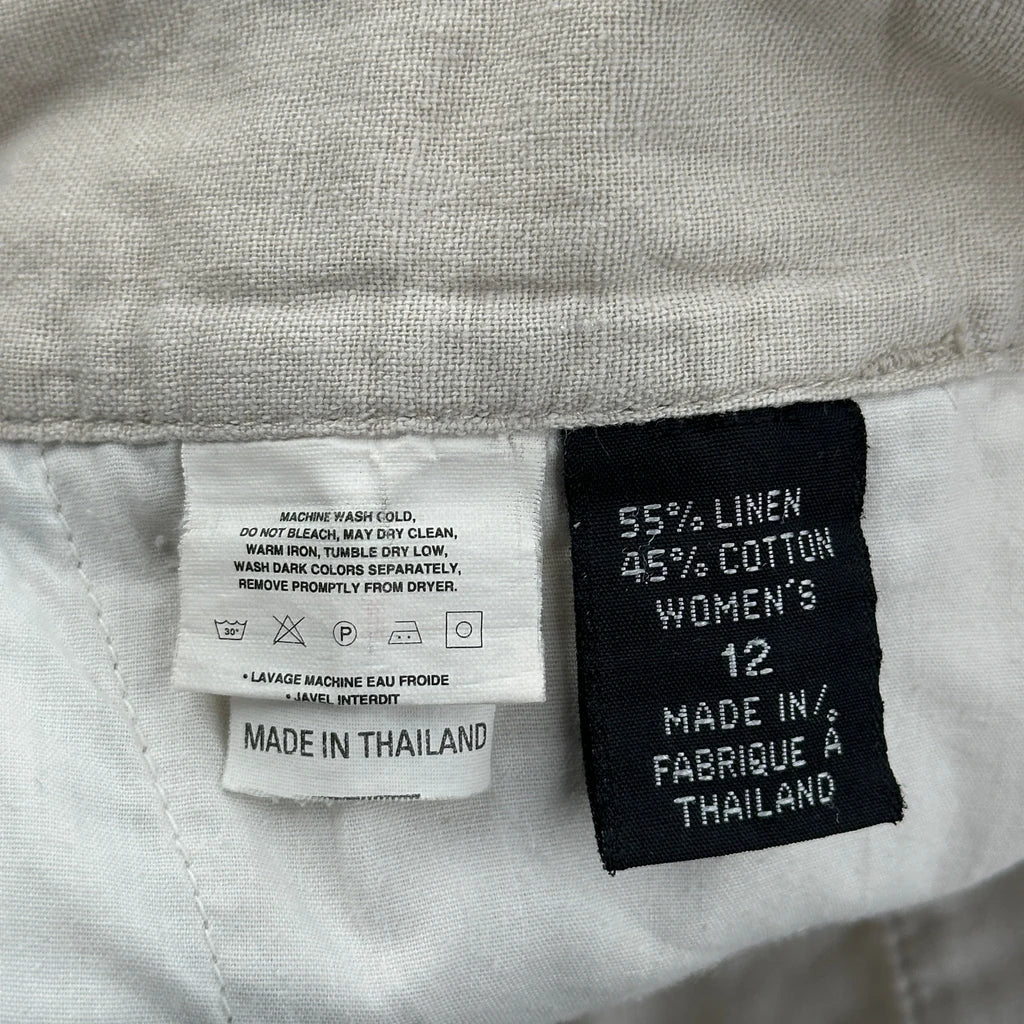 MACHINE WASH COLD,
DO NOT BLEACH, MAY DRY CLEAN,
WARM IRON, TUMBLE DRY LOW,
WASH DARK COLORS SEPARATELY,
REMOVE PROMPTLY FROM DRYER.
30°
P
• LAVAGE MACHINE EAU FROIDE
• JAVEL INTERDIT
MADE IN THAILAND
55% LINEN
45% COTTON
WOMEN'S
12
MADE IN/
FABRIQUE À
THAILAND